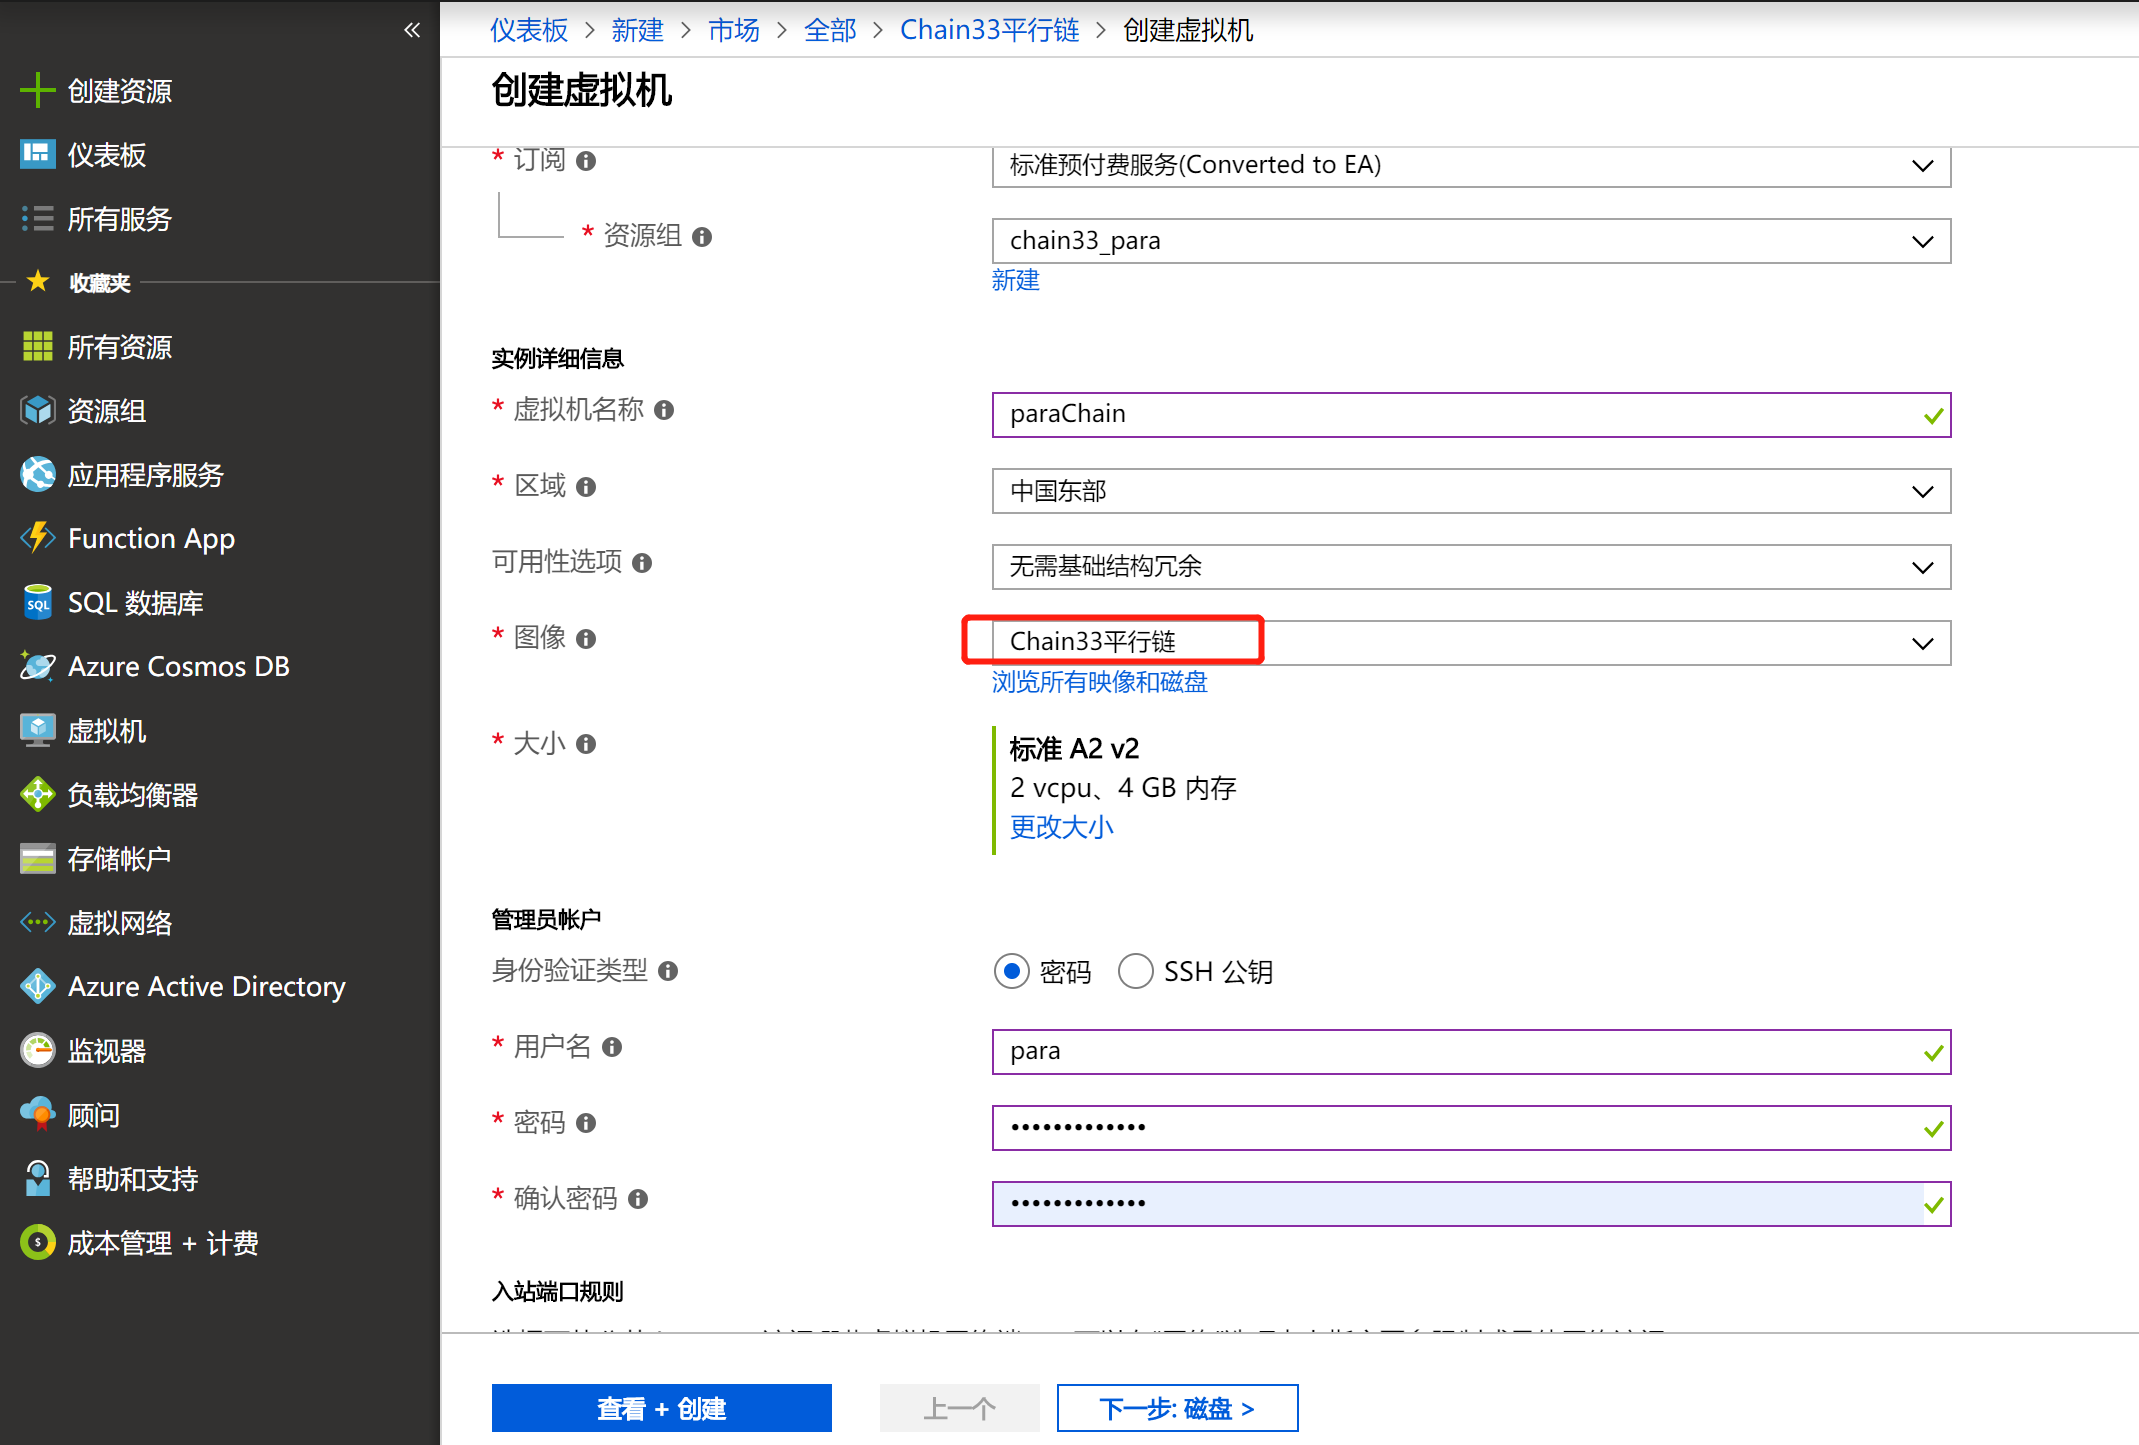 «
创建资源
仪表板
所有服务
收藏夹
所有资源
资源组
应用程序服务
Function App
SQL
SQL 数据库
Azure Cosmos DB
虚拟机
负载均衡器
存储帐户
虚拟网络
Azure Active Directory
监视器
顾问
帮助和支持
成本管理 + 计费
仪表板 > 新建 > 市场 > 全部 > Chain33平行链 > 创建虚拟机
创建虚拟机
* 订阅
标准预付费服务(Converted to EA)
* 资源组
chain33_para
新建
实例详细信息
* 虚拟机名称
paraChain
* 区域
中国东部
可用性选项
无需基础结构冗余
* 图像
Chain33平行链
浏览所有映像和磁盘
* 大小
标准 A2 v2
2 vcpu、4 GB 内存
更改大小
管理员帐户
身份验证类型
密码 SSH 公钥
* 用户名
para
* 密码
•••••••••••••
* 确认密码
•••••••••••••
入站端口规则
查看 + 创建
上一个
下一步: 磁盘 >